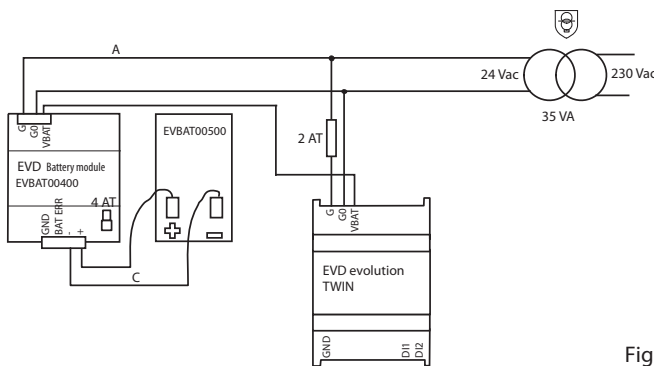 A
24 Vac
230 Vac
35 VA
G
G0
VBAT
EVBAT00500
2 AT
EVD Battery module
EVBAT00400
4 AT
GND
BAT ERR
-
+
G
G0
VBAT
C
EVD evolution
TWIN
GND
DI1
DI2
Fig